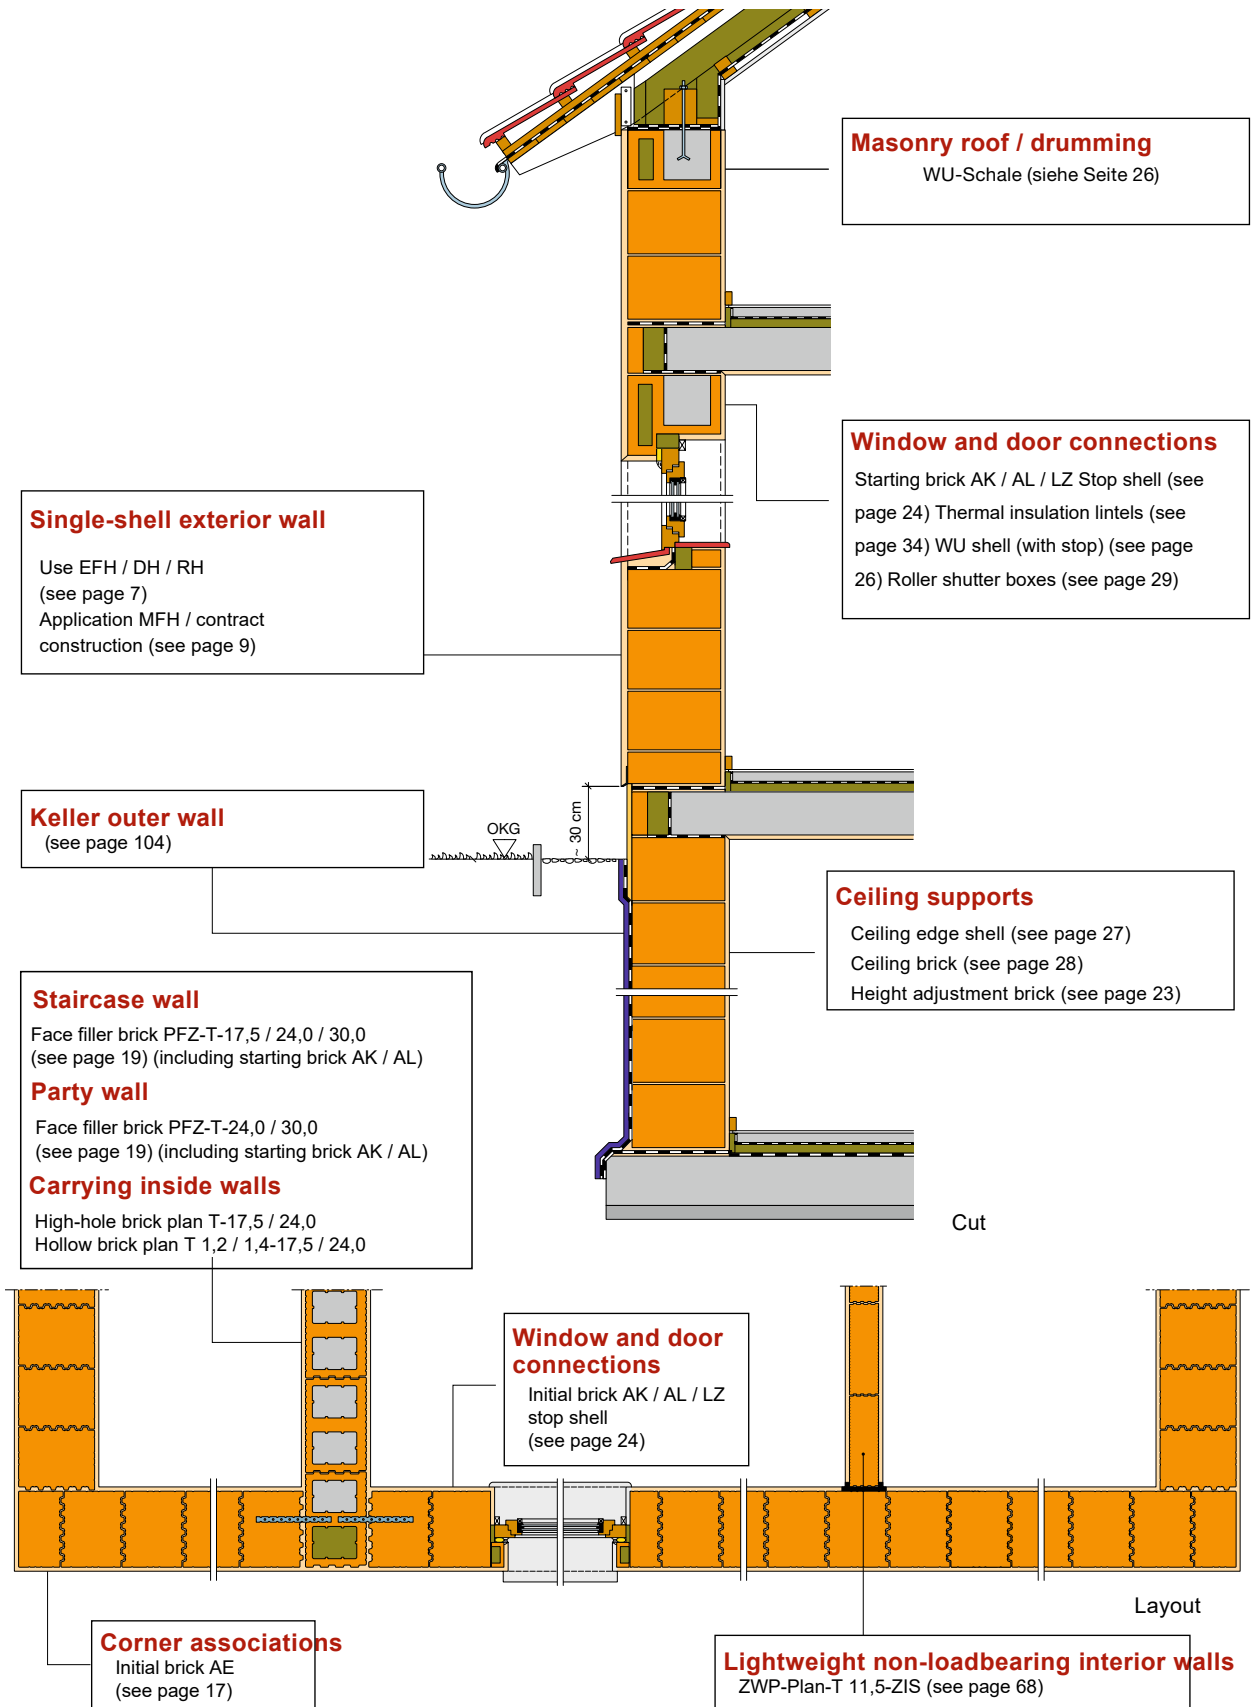 Masonry roof / drumming
WU-Schale (siehe Seite 26)
Window and door connections
Starting brick AK / AL / LZ Stop shell (see
page 24) Thermal insulation lintels (see
page 34) WU shell (with stop) (see page
26) Roller shutter boxes (see page 29)
Single-shell exterior wall
Use EFH / DH / RH
(see page 7)
Application MFH / contract
construction (see page 9)
Keller outer wall
(see page 104)
OKG
~ 30 cm
Ceiling supports
Ceiling edge shell (see page 27)
Ceiling brick (see page 28)
Height adjustment brick (see page 23)
Staircase wall
Face filler brick PFZ-T-17,5 / 24,0 / 30,0
(see page 19) (including starting brick AK / AL)
Party wall
Face filler brick PFZ-T-24,0 / 30,0
(see page 19) (including starting brick AK / AL)
Carrying inside walls
High-hole brick plan T-17,5 / 24,0
Hollow brick plan T 1,2 / 1,4-17,5 / 24,0
Cut
Window and door
connections
Initial brick AK / AL / LZ
stop shell
(see page 24)
Layout
Corner associations
Initial brick AE
(see page 17)
Lightweight non-loadbearing interior walls
ZWP-Plan-T 11,5-ZIS (see page 68)